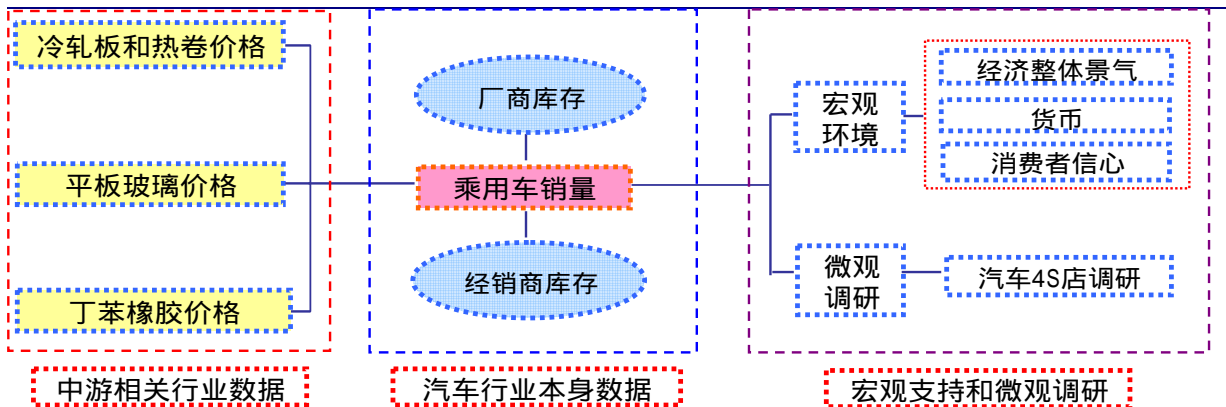 冷轧板和热卷价格
平板玻璃价格
丁苯橡胶价格
中游相关行业数据
厂商库存
乘用车销量
经销商库存
汽车行业本身数据
宏观
环境
经济整体景气
货币
消费者信心
微观
调研
汽车4S店调研
宏观支持和微观调研